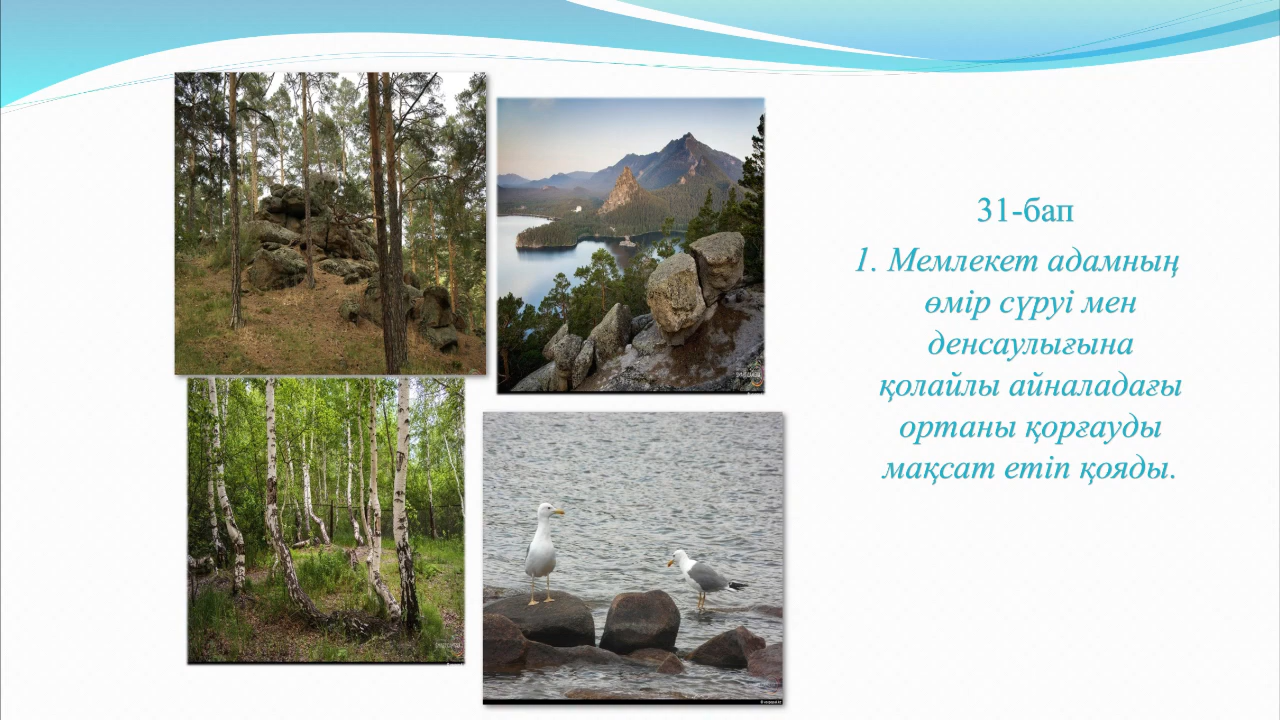 31-бап
1. Мемлекет адамның
өмір сүруі мен
денсаулығына
қолайлы айналадағы
ортаны қорғауды
мақсат етіп қояды.